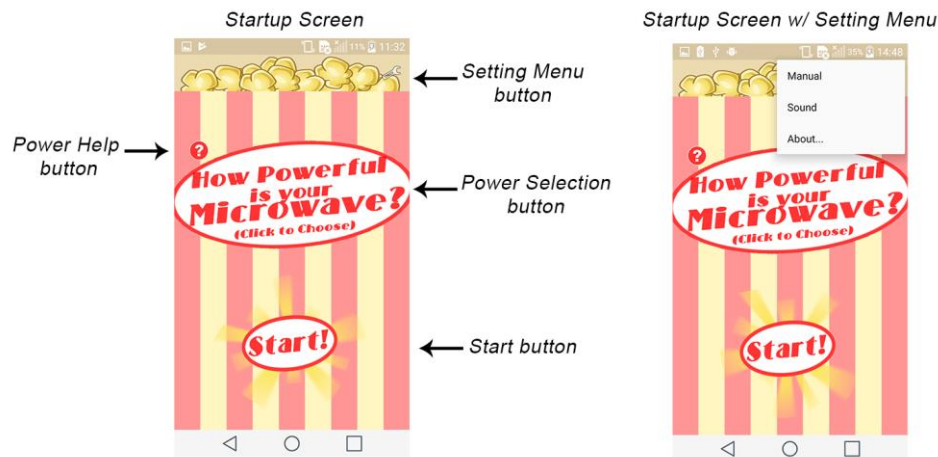 Startup Screen
Startup Screen w/ Setting Menu
11% 11:32
35% 14:48
Setting Menu
button
Manual
Sound
About...
Power Help
button
?
How Powerful
is your
Microwave?
(Click to Choose)
Power Selection
button
?
How Powerful
is your
Microwave?
(Click to Choose)
Start!
Start button
Start!